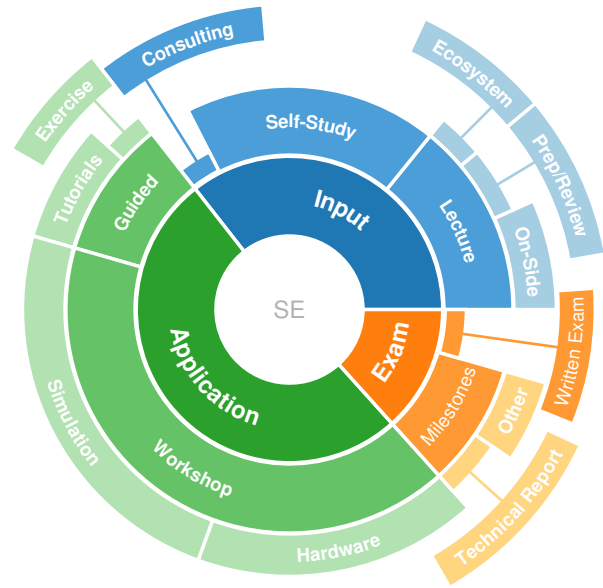 Consulting
Ecosystem
Exercise
Self-Study
Prep/Review
Tutorials
Guided
Input
Lecture
On-Side
SE
Written Exam
Application
Exam
Milestones
Other
Simulation
Workshop
Technical Report
Hardware